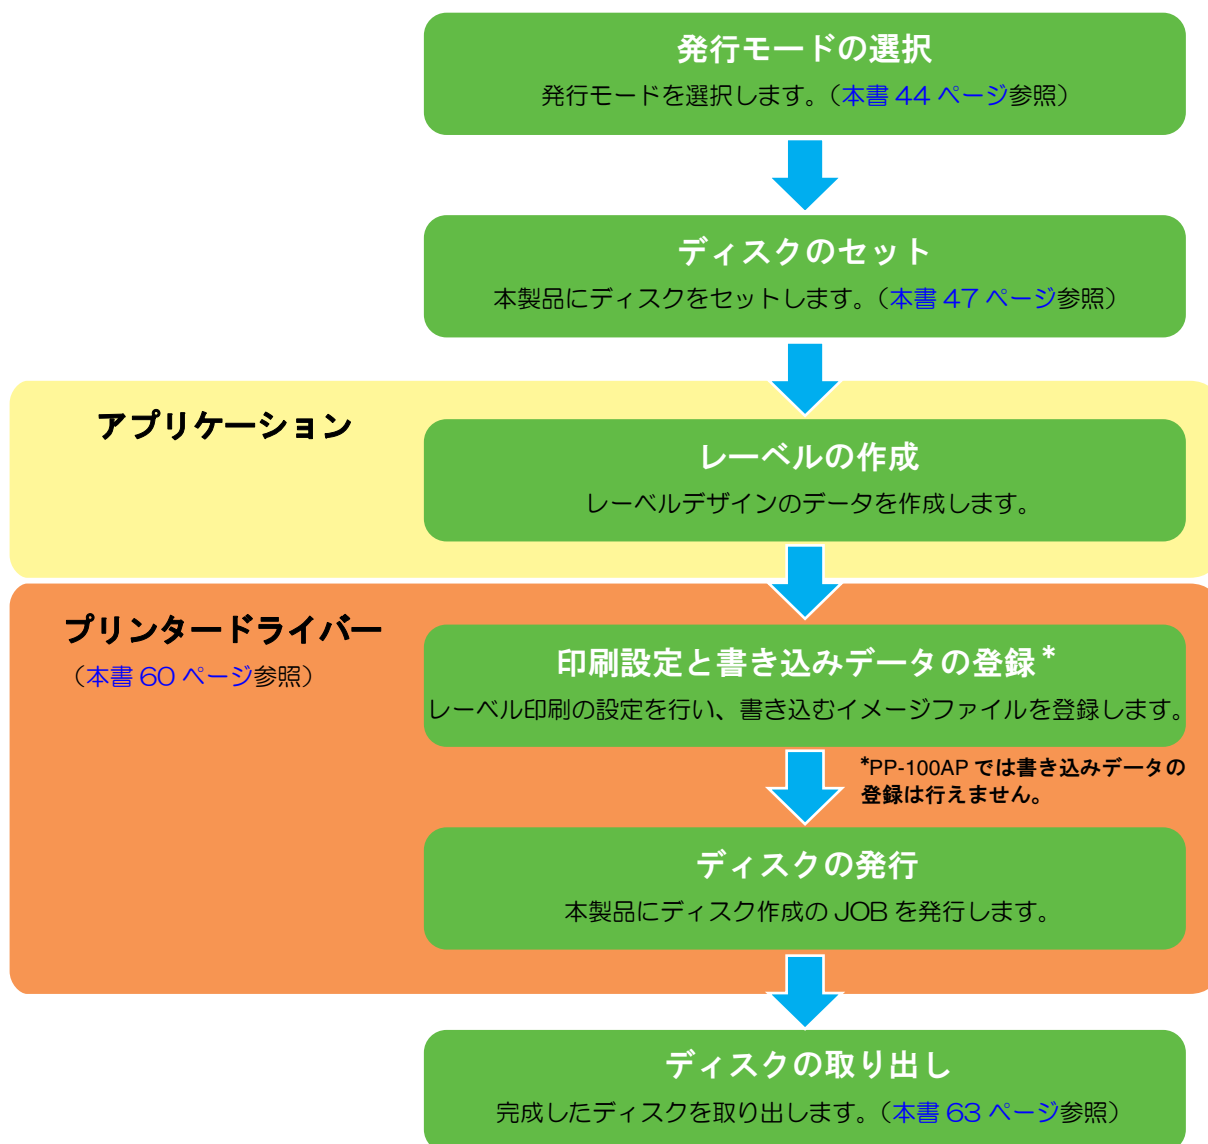 発行モードの選択
発行モードを選択します。（本書 44 ページ参照）
ディスクのセット
本製品にディスクをセットします。（本書 47 ページ参照）
アプリケーション
レーベルの作成
レーベルデザインのデータを作成します。
プリンタードライバー
（本書 60 ページ参照）
印刷設定と書き込みデータの登録*
レーベル印刷の設定を行い、書き込むイメージファイルを登録します。
*PP-100AP では書き込みデータの
登録は行えません。
ディスクの発行
本製品にディスク作成の JOB を発行します。
ディスクの取り出し
完成したディスクを取り出します。（本書 63 ページ参照）